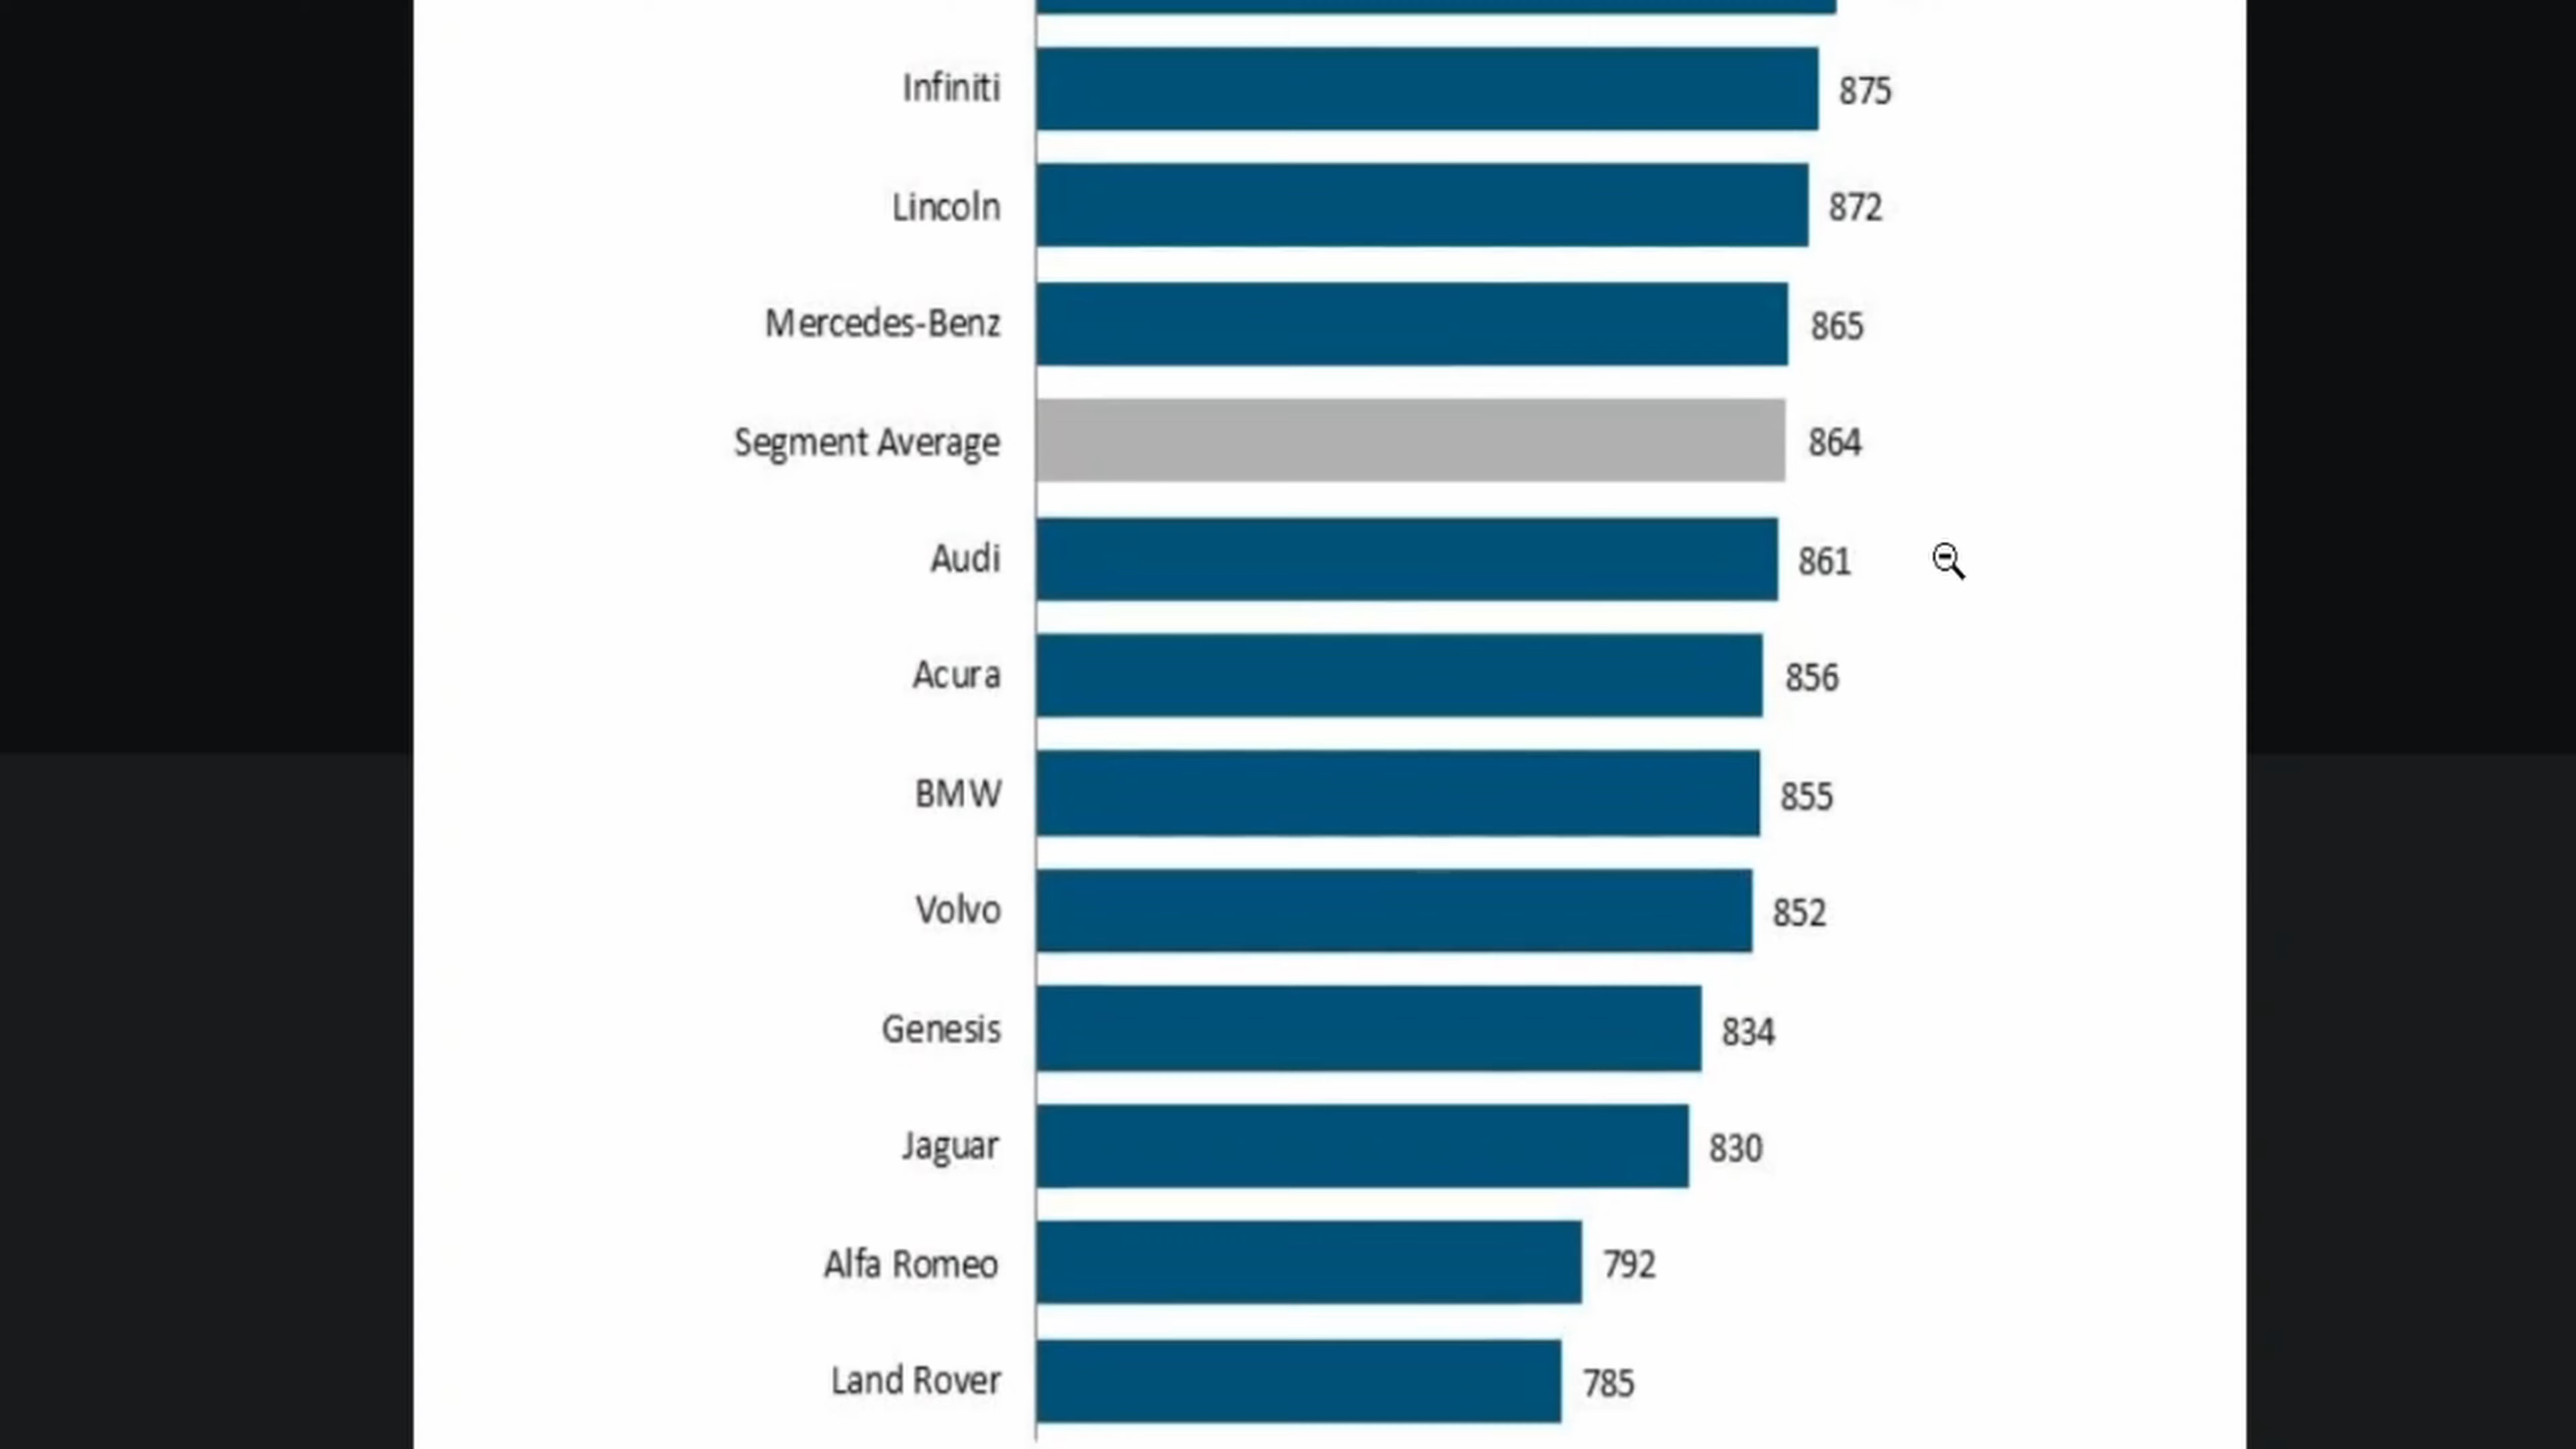 Infiniti 875
Lincoln 872
Mercedes-Benz 865
Segment Average 864
Audi 861
Acura 856
BMW 855
Volvo 852
Genesis 834
Jaguar 830
Alfa Romeo 792
Land Rover 785